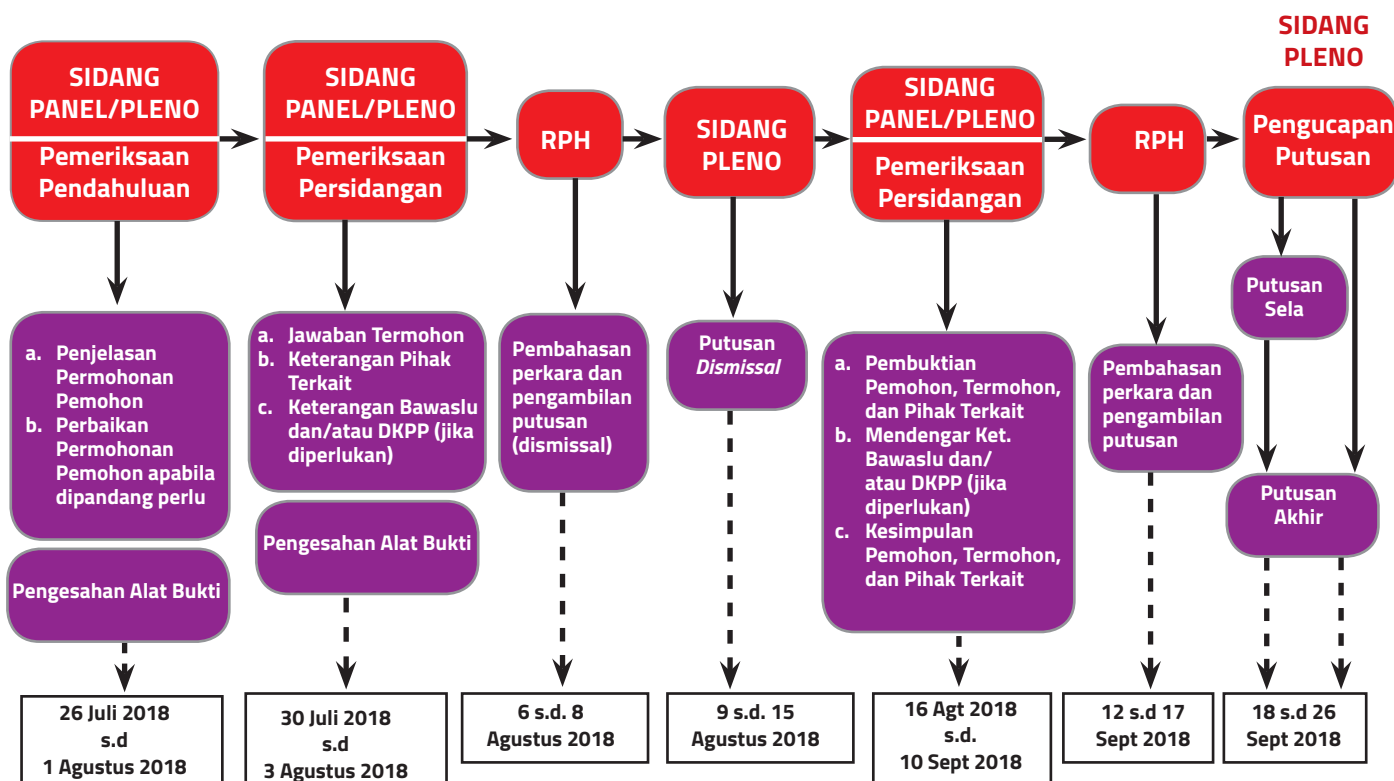 SIDANG
PLENO
SIDANG
PANEL/PLENO
Pemeriksaan
Pendahuluan
SIDANG
PANEL/PLENO
Pemeriksaan
Persidangan
RPH
SIDANG
PLENO
SIDANG
PANEL/PLENO
Pemeriksaan
Persidangan
RPH
Pengucapan
Putusan
a. Penjelasan
Permohonan
Pemohon
b. Perbaikan
Permohonan
Pemohon apabila
dipandang perlu
Pengesahan Alat Bukti
a. Jawaban Termohon
b. Keterangan Pihak
Terkait
c. Keterangan Bawaslu
dan/atau DKPP (jika
diperlukan)
Pengesahan Alat Bukti
Pembahasan
perkara dan
pengambilan
putusan
(dismissal)
Putusan
Dismissal
a. Pembuktian
Pemohon, Termohon,
dan Pihak Terkait
b. Mendengar Ket.
Bawaslu dan/
atau DKPP (jika
diperlukan)
c. Kesimpulan
Pemohon, Termohon,
dan Pihak Terkait
Pembahasan
perkara dan
pengambilan
putusan
Putusan
Sela
Putusan
Akhir
26 Juli 2018
s.d
1 Agustus 2018
30 Juli 2018
s.d
3 Agustus 2018
6 s.d. 8
Agustus 2018
9 s.d. 15
Agustus 2018
16 Agt 2018
s.d.
10 Sept 2018
12 s.d 17
Sept 2018
18 s.d 26
Sept 2018